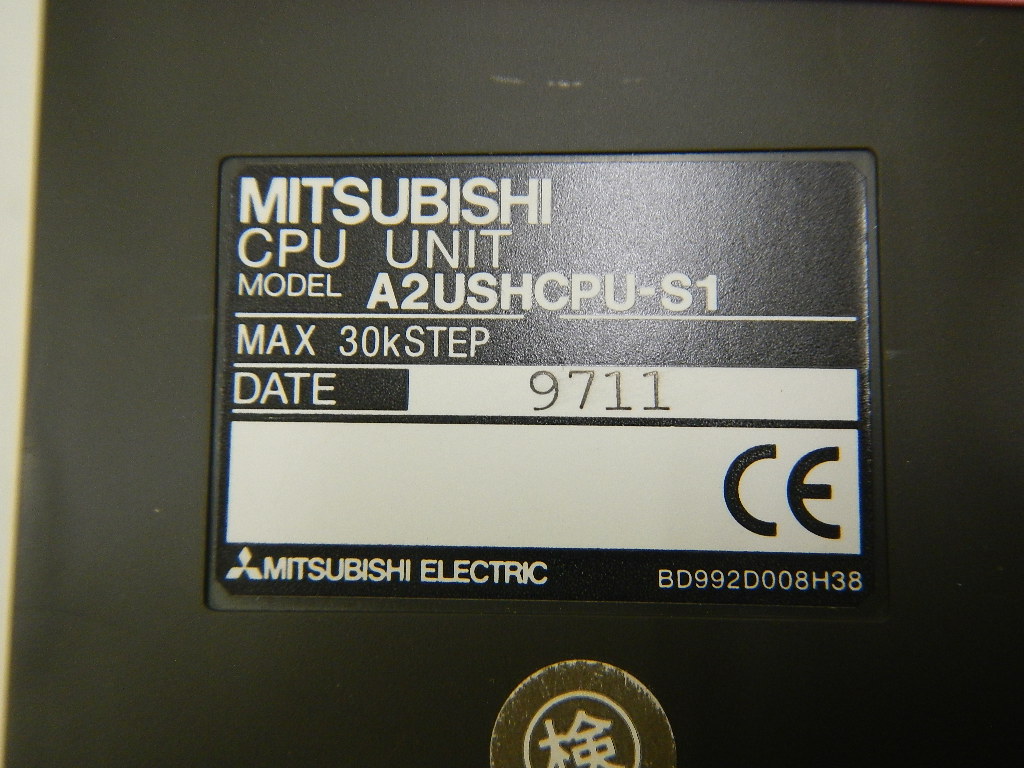 MITSUBISHI
CPU UNIT
MODEL A2USHCPU-S1
MAX 30kSTEP
DATE 9711
CE
MITSUBISHI ELECTRIC BD992D008H38
検